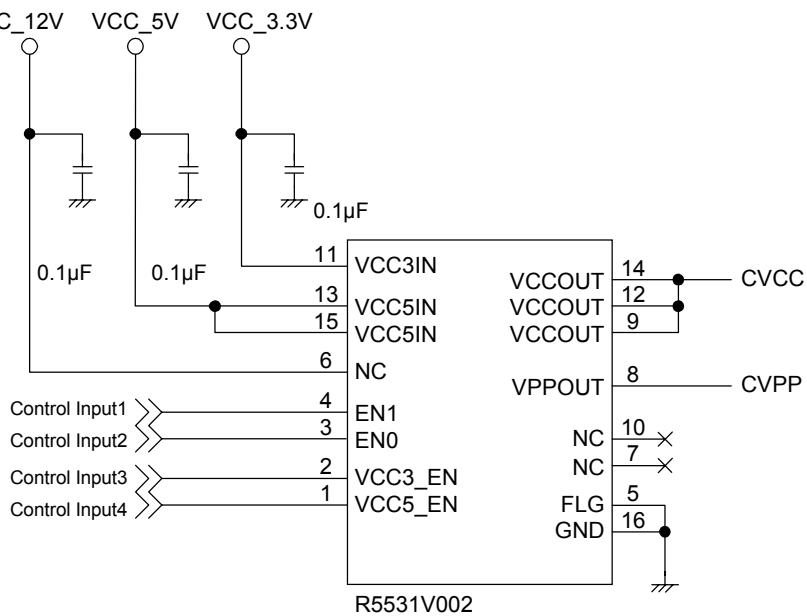 C_12V VCC_5V VCC_3.3V
0.1µF
0.1µF 0.1µF
11 VCC3IN
13 VCC5IN
15 VCC5IN
6 NC
Control Input1 4 EN1
Control Input2 3 EN0
Control Input3 2 VCC3_EN
Control Input4 1 VCC5_EN
VCCOUT 14 CVCC
VCCOUT 12
VCCOUT 9
VPPOUT 8 CVPP
NC 10
NC 7
FLG 5
GND 16
R5531V002